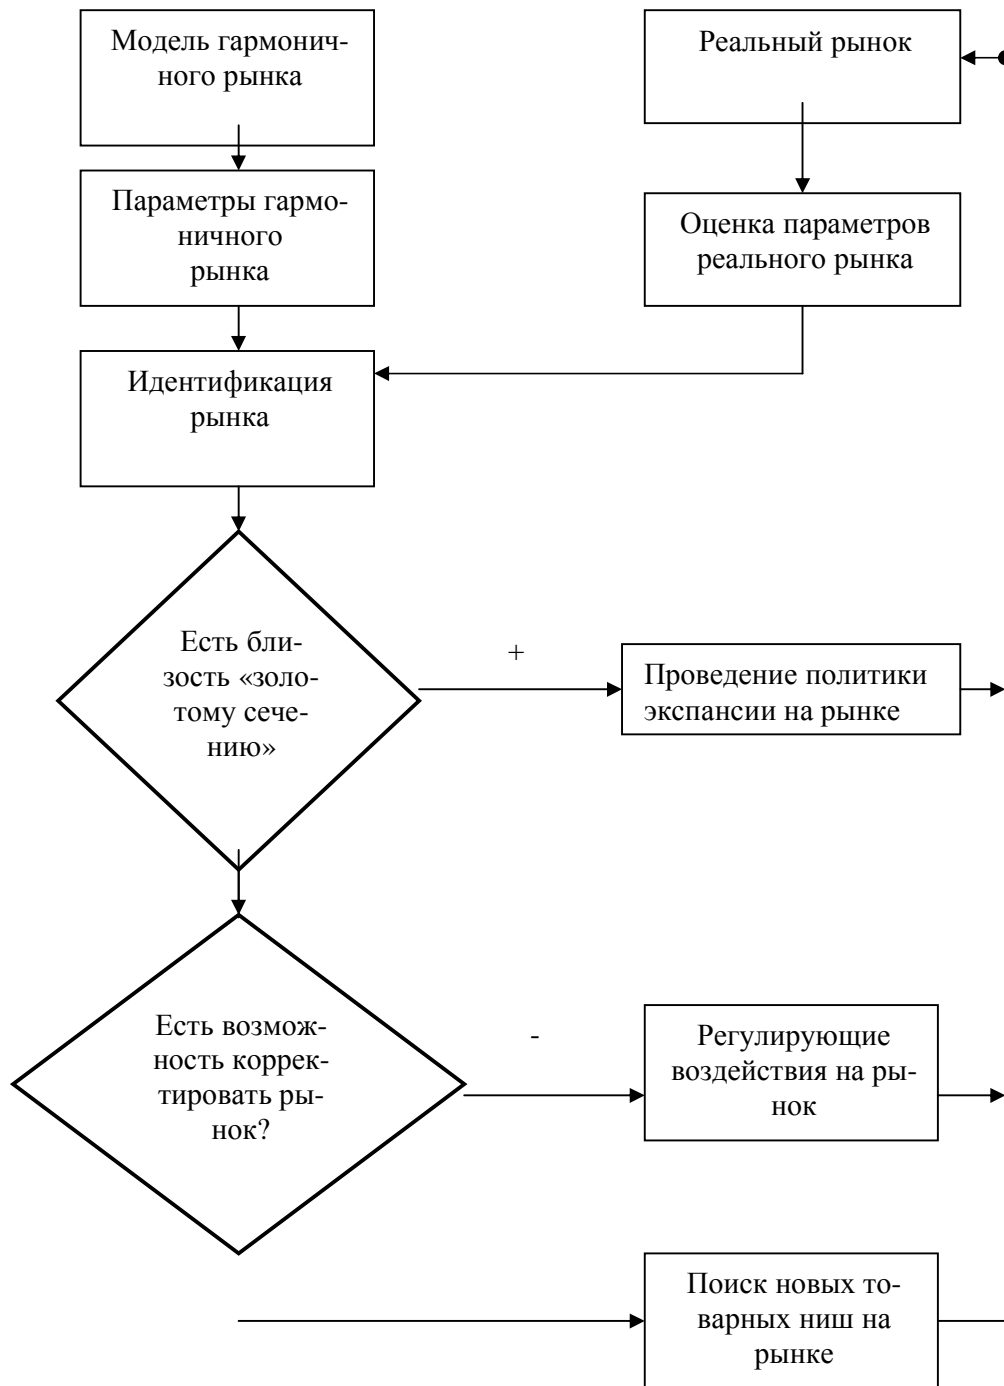 Модель гармонич-
ного рынка
Реальный рынок
Параметры гармо-
ничного
рынка
Оценка параметров
реального рынка
Идентификация
рынка
Есть бли-
зость «золо-
тому сече-
нию»
+
Проведение политики
экспансии на рынке
Есть возмож-
ность коррек-
тировать ры-
нок?
-
Регулирующие
воздействия на ры-
нок
Поиск новых то-
варных ниш на
рынке